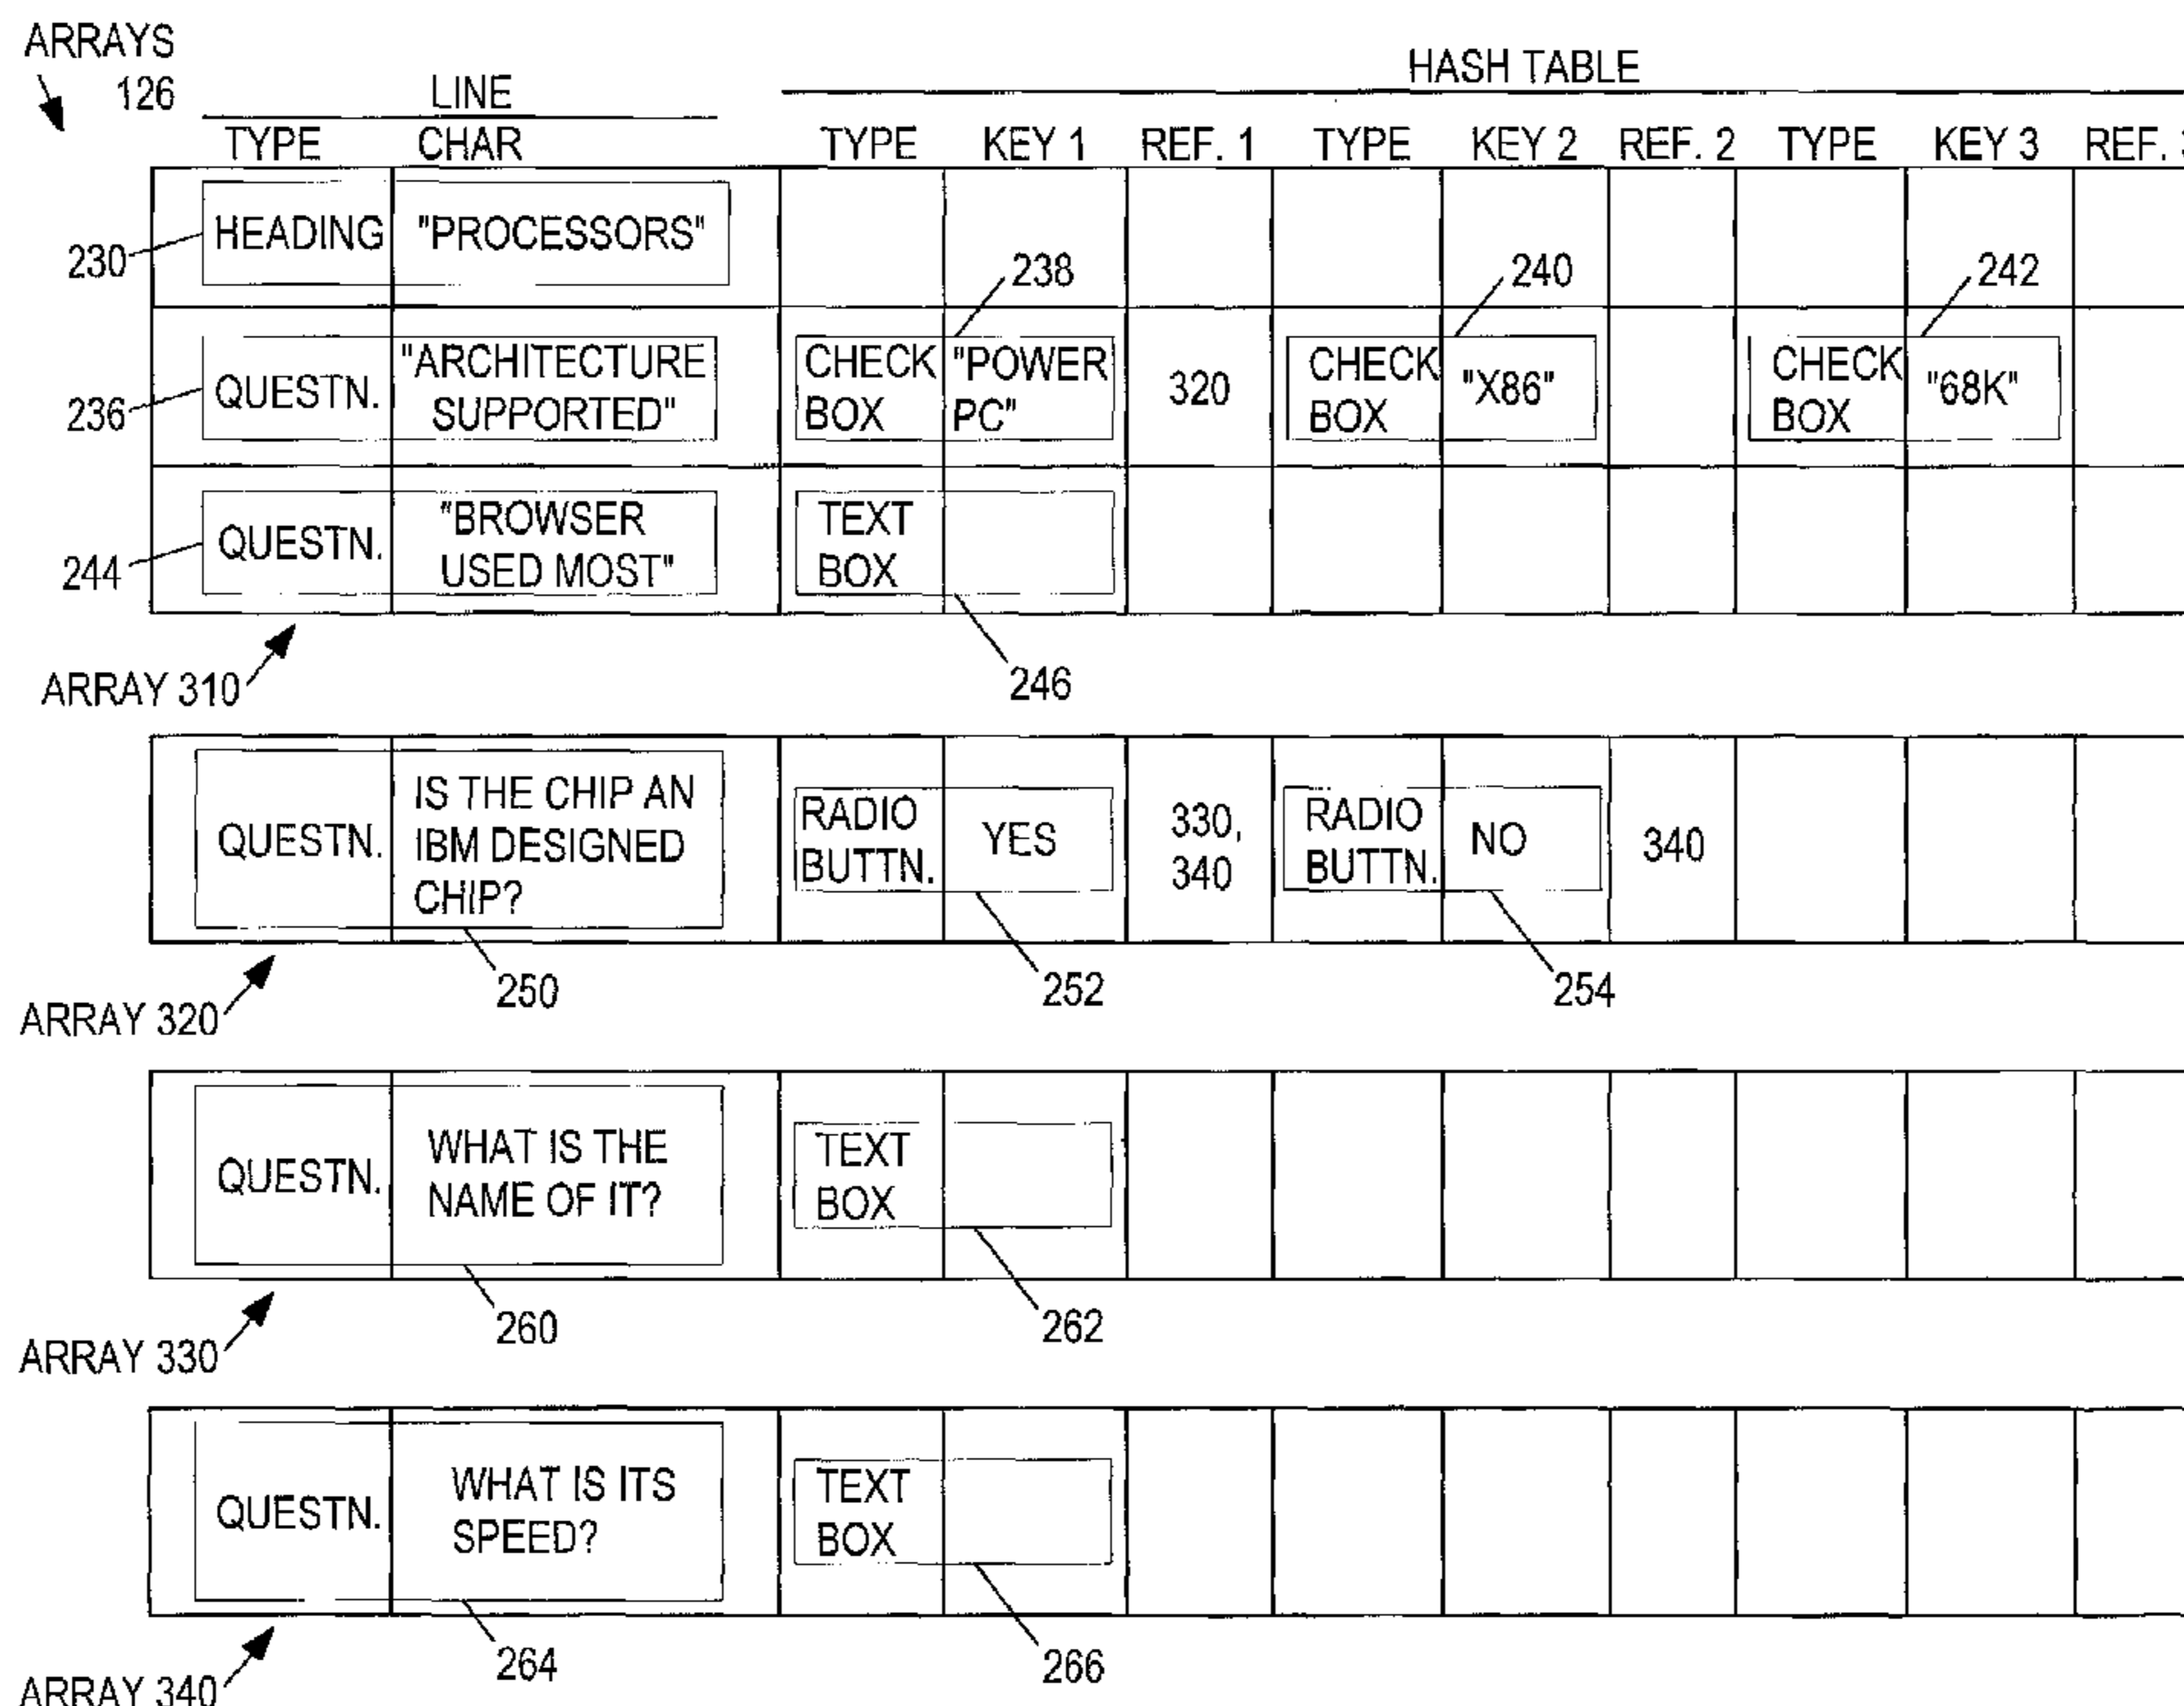 ARRAYS
126
LINE
HASH TABLE
TYPE CHAR TYPE KEY 1 REF. 1 TYPE KEY 2 REF. 2 TYPE KEY 3 REF.
230
HEADING "PROCESSORS"
238
240
242
236
QUESTN. "ARCHITECTURE
SUPPORTED"
CHECK
BOX
"POWER
PC"
320
CHECK
BOX
"X86"
CHECK
BOX
"68K"
244
QUESTN. "BROWSER
USED MOST"
TEXT
BOX
246
ARRAY 310
QUESTN. IS THE CHIP AN
IBM DESIGNED
CHIP?
RADIO
BUTTN.
YES
330,
340
RADIO
BUTTN.
NO
340
250
252
254
ARRAY 320
QUESTN. WHAT IS THE
NAME OF IT?
TEXT
BOX
260
262
ARRAY 330
QUESTN. WHAT IS ITS
SPEED?
TEXT
BOX
264
266
ARRAY 340